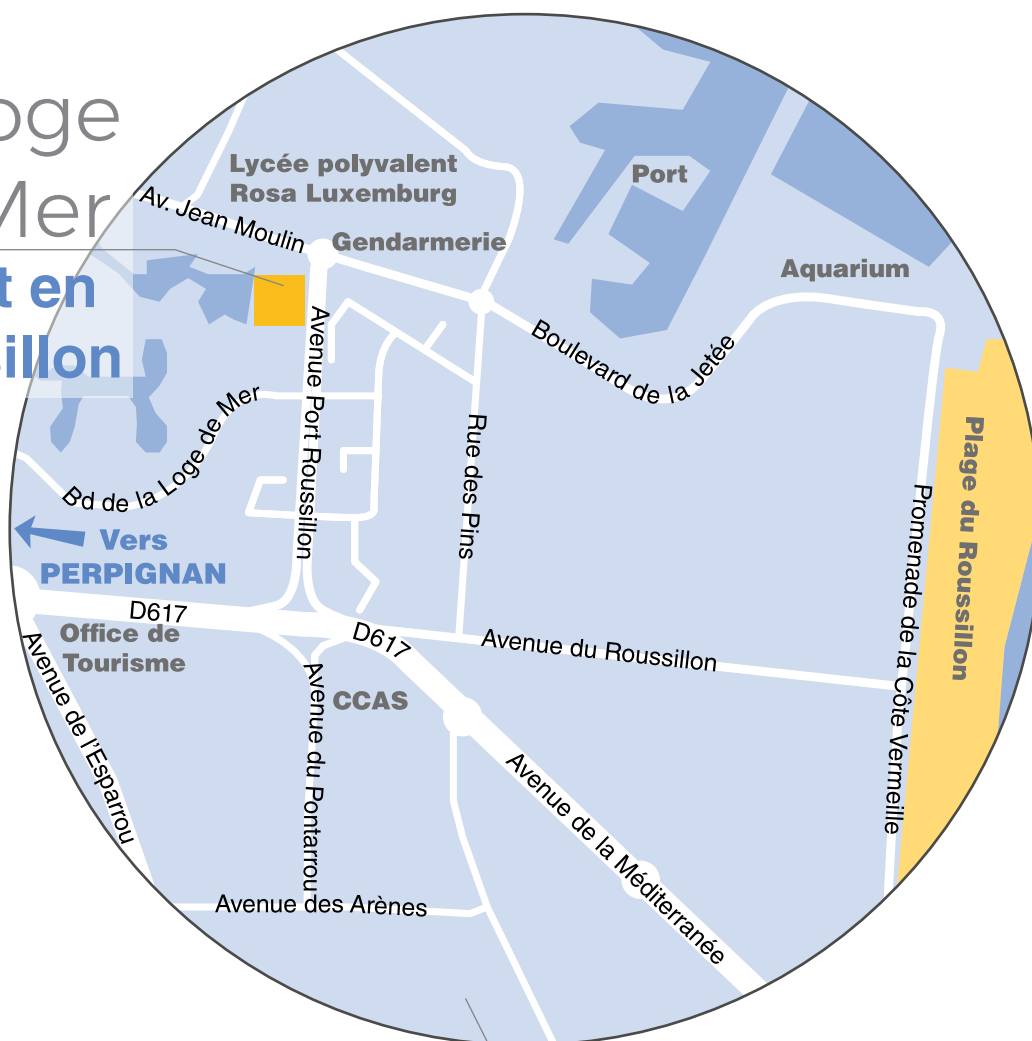 Mer
Lycée polyvalent
Rosa Luxemburg
Port
Av. Jean Moulin
Gendarmerie
Aquarium
t en
Avenue Port Roussillon
Boulevard de la Jetée
Bd de la Loge de Mer
Rue des Pins
Plage du Roussillon
Promenade de la Côte Vermeille
Vers
PERPIGNAN
D617
D617
Office de
Tourisme
Avenue du Roussillon
Avenue de l'Esparrou
Avenue du Pontarrou
CCAS
Avenue de la Méditerranée
Avenue des Arènes